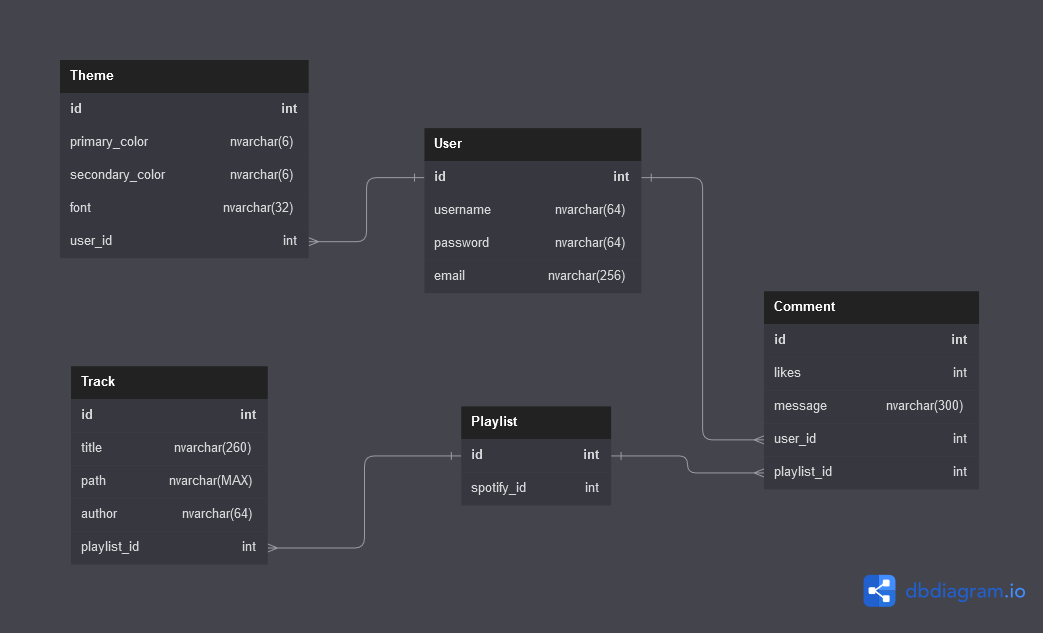 Theme
id int
primary_color nvarchar(6)
secondary_color nvarchar(6)
font nvarchar(32)
user_id int
User
id int
username nvarchar(64)
password nvarchar(64)
email nvarchar(256)
Comment
id int
likes int
message nvarchar(300)
user_id int
playlist_id int
Track
id int
title nvarchar(260)
path nvarchar(MAX)
author nvarchar(64)
playlist_id int
Playlist
id int
spotify_id int
dbdiagram.io